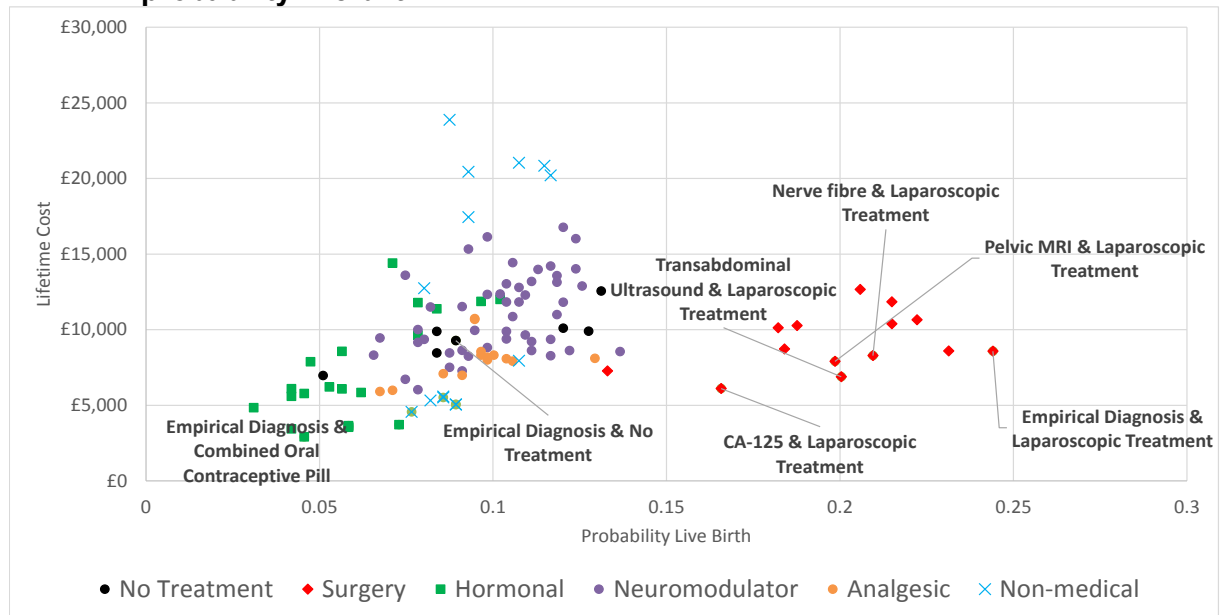 £30,000
£25,000
£20,000
£15,000
£10,000
£5,000
£0
Lifetime Cost
Nerve fibre & Laparoscopic
Treatment
Pelvic MRI & Laparoscopic
Treatment
Transabdominal
Ultrasound & Laparoscopic
Treatment
Empirical Diagnosis &
Combined Oral
Contraceptive Pill
Empirical Diagnosis & No
Treatment
CA-125 & Laparoscopic
Treatment
Empirical Diagnosis &
Laparoscopic Treatment
0 0.05 0.1 0.15 0.2 0.25 0.3
Probability Live Birth
No Treatment Surgery Hormonal Neuromodulator Analgesic Non-medical